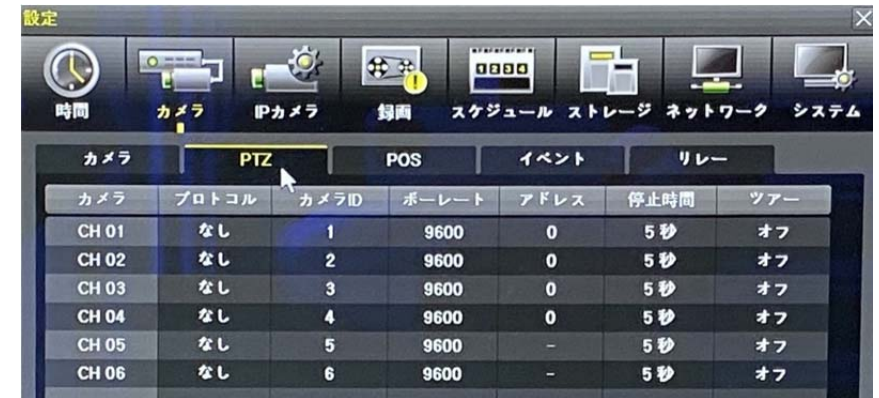 設定
時間 カメラ IPカメラ 録画 スケジュール ストレージ ネットワーク システム
カメラ PTZ POS イベント リレー
カメラ プロトコル カメラID ボーレート アドレス 停止時間 ツアー
CH 01 なし 1 9600 0 5 秒 オフ
CH 02 なし 2 9600 0 5 秒 オフ
CH 03 なし 3 9600 0 5 秒 オフ
CH 04 なし 4 9600 0 5 秒 オフ
CH 05 なし 5 9600 - 5 秒 オフ
CH 06 なし 6 9600 - 5 秒 オフ